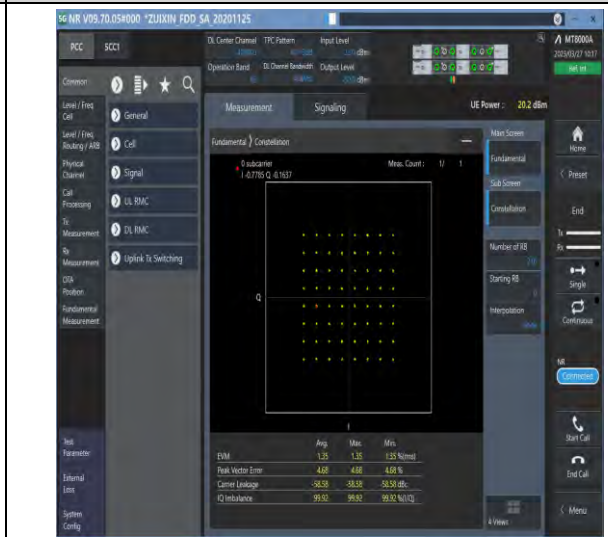 5G NR V09.70.05#000 *ZUIXIN FDD_SA_20201125
PCC
SCC1
DL Center Channel
TPC Pattern
Input Level
Operation Band
DL Channel Bandwidth
Output Level
MT8000A
2023/03/27 10:37
Common
Level / Freq.
Cell
Level / Freq.
Routing / ARB
Physical
Channel
Call
Processing
Tx
Measurement
Rx
Measurement
OTA
Position
Fundamental
Measurement
Test
Parameter
External
Loss
System
Config
General
Cell
Signal
UL RMC
DL RMC
Uplink Tx Switching
Measurement
Signaling
UE Power : 20.2 dBm
Fundamental
Constellation
0 subcarrier
Meas. Count : 1/ 1
I -0.7785 Q -0.1637
Q
I
Avg. Max. Min.
EVM 1.35 1.35 1.35 %(rms)
Peak Vector Error 4.68 4.68 4.68 %
Carrier Leakage -58.58 -58.58 -58.58 dBc
IQ Imbalance 99.92 99.92 99.92 %(I/Q)
Main Screen
Fundamental
Sub Screen
Constellation
Number of RB
Starting RB
Interpolation
4 Views
Home
Preset
End
Tx
Rx
Single
Continuous
NR
Connected
Start Call
End Call
Menu